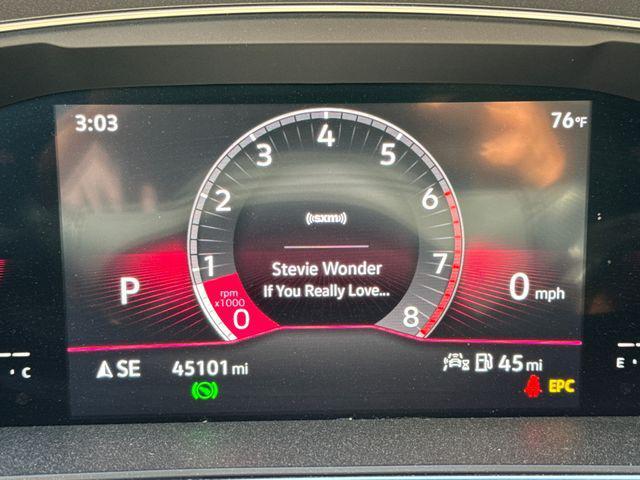 3:03
76°F
1 2 3 4 5 6 7 8
((sxm))
Stevie Wonder
If You Really Love...
P
rpm
x1000
0
0 mph
SE
45101 mi
45 mi
EPC
C
E